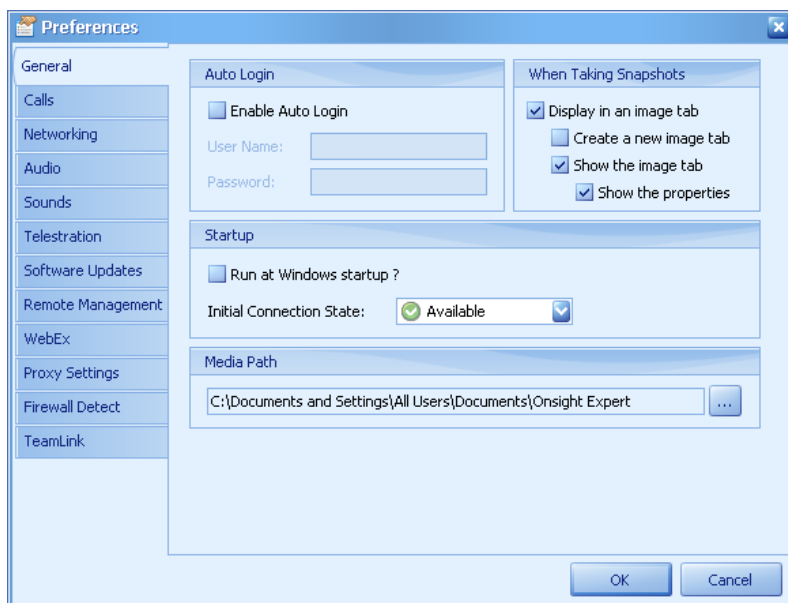 Preferences
General
Calls
Networking
Audio
Sounds
Telestration
Software Updates
Remote Management
WebEx
Proxy Settings
Firewall Detect
TeamLink
Auto Login
Enable Auto Login
User Name:
Password:
When Taking Snapshots
Display in an image tab
Create a new image tab
Show the image tab
Show the properties
Startup
Run at Windows startup ?
Initial Connection State: Available
Media Path
C:\Documents and Settings\All Users\Documents\Onsight Expert ...
OK Cancel